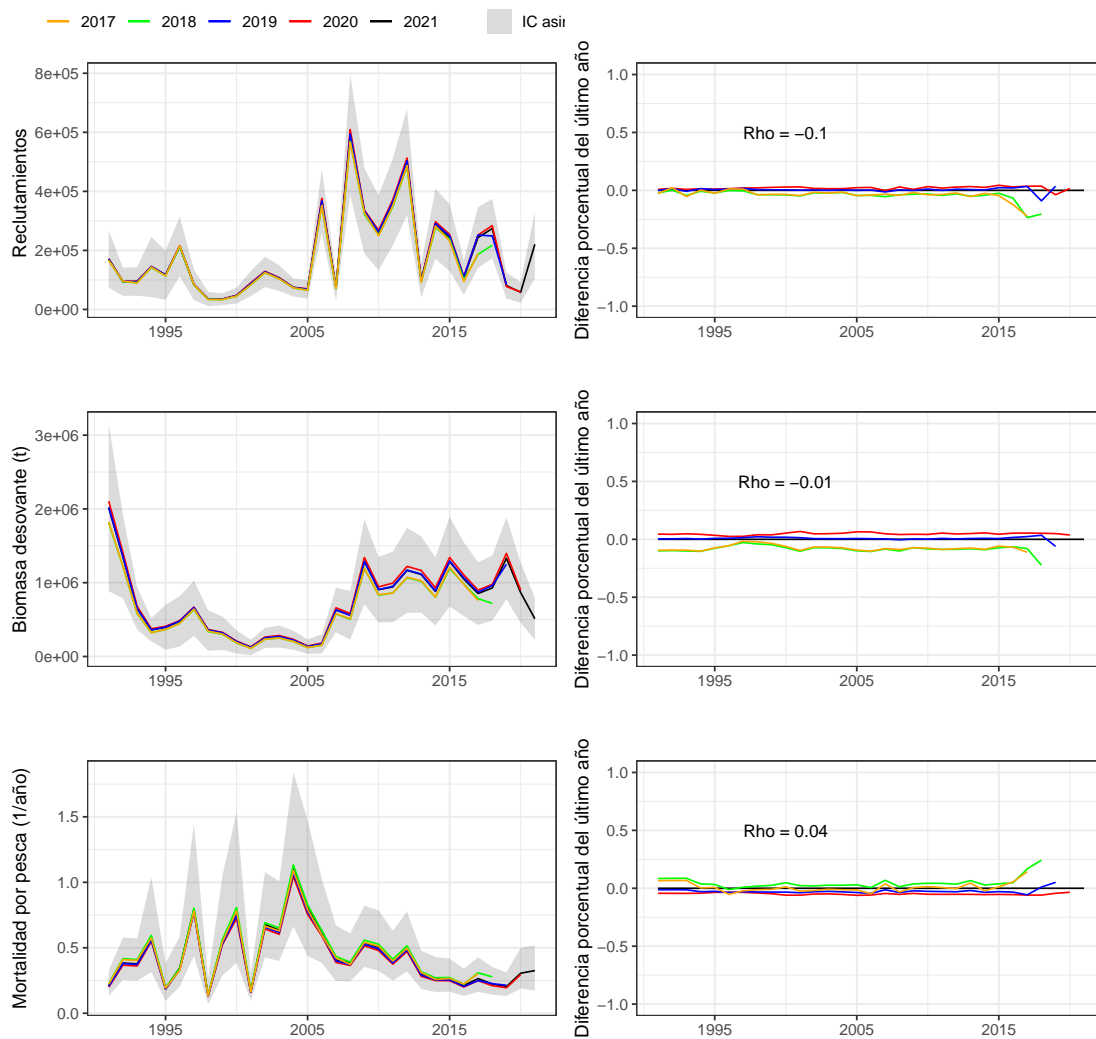 2017 2018 2019 2020 2021 IC asin
Reclutamientos
8e+05
6e+05
4e+05
2e+05
0e+00
1995 2005 2015
Diferencia porcentual del último año
1.0
0.5
0.0
−0.5
−1.0
Rho = −0.1
1995 2005 2015
Biomasa desovante (t)
3e+06
2e+06
1e+06
0e+00
1995 2005 2015
Diferencia porcentual del último año
1.0
0.5
0.0
−0.5
−1.0
Rho = −0.01
1995 2005 2015
Mortalidad por pesca (1/año)
1.5
1.0
0.5
0.0
1995 2005 2015
Diferencia porcentual del último año
1.0
0.5
0.0
−0.5
−1.0
Rho = 0.04
1995 2005 2015